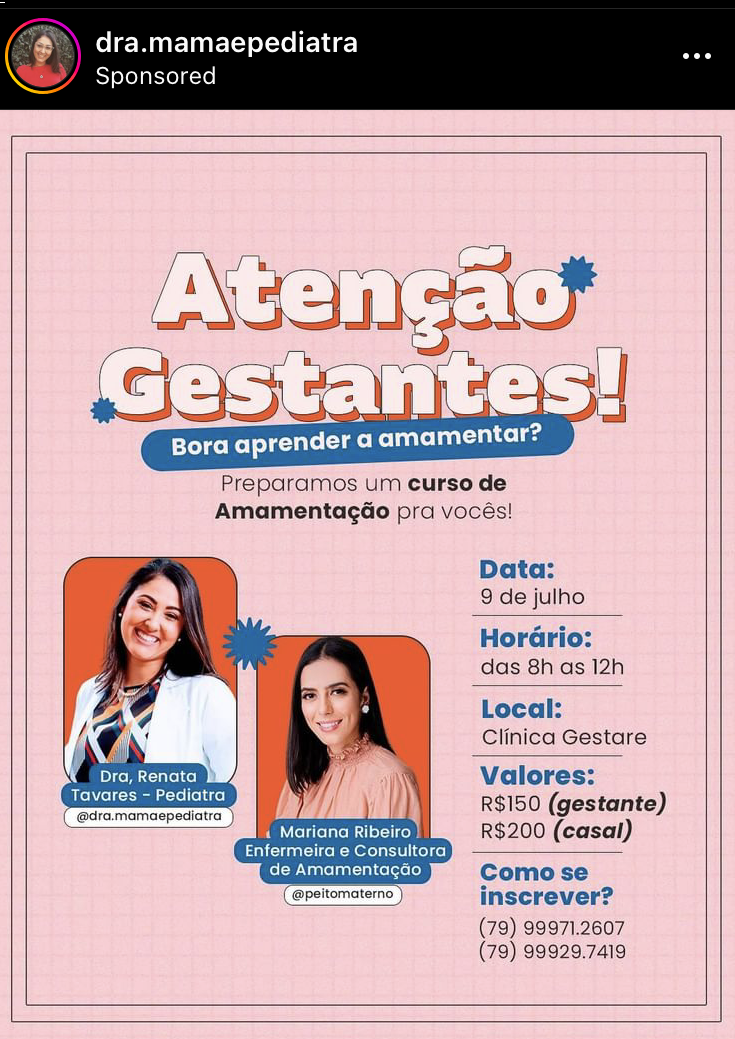 dra.mamaepediatra
Sponsored
Atenção
Gestantes!
Bora aprender a amamentar?
Preparamos um curso de
Amamentação pra vocês!
Dra, Renata
Tavares - Pediatra
@dra.mamaepediatra
Mariana Ribeiro
Enfermeira e Consultora
de Amamentação
@peitomaterno
Data:
9 de julho
Horário:
das 8h as 12h
Local:
Clínica Gestare
Valores:
R$150 (gestante)
R$200 (casal)
Como se
inscrever?
(79) 99971.2607
(79) 99929.7419